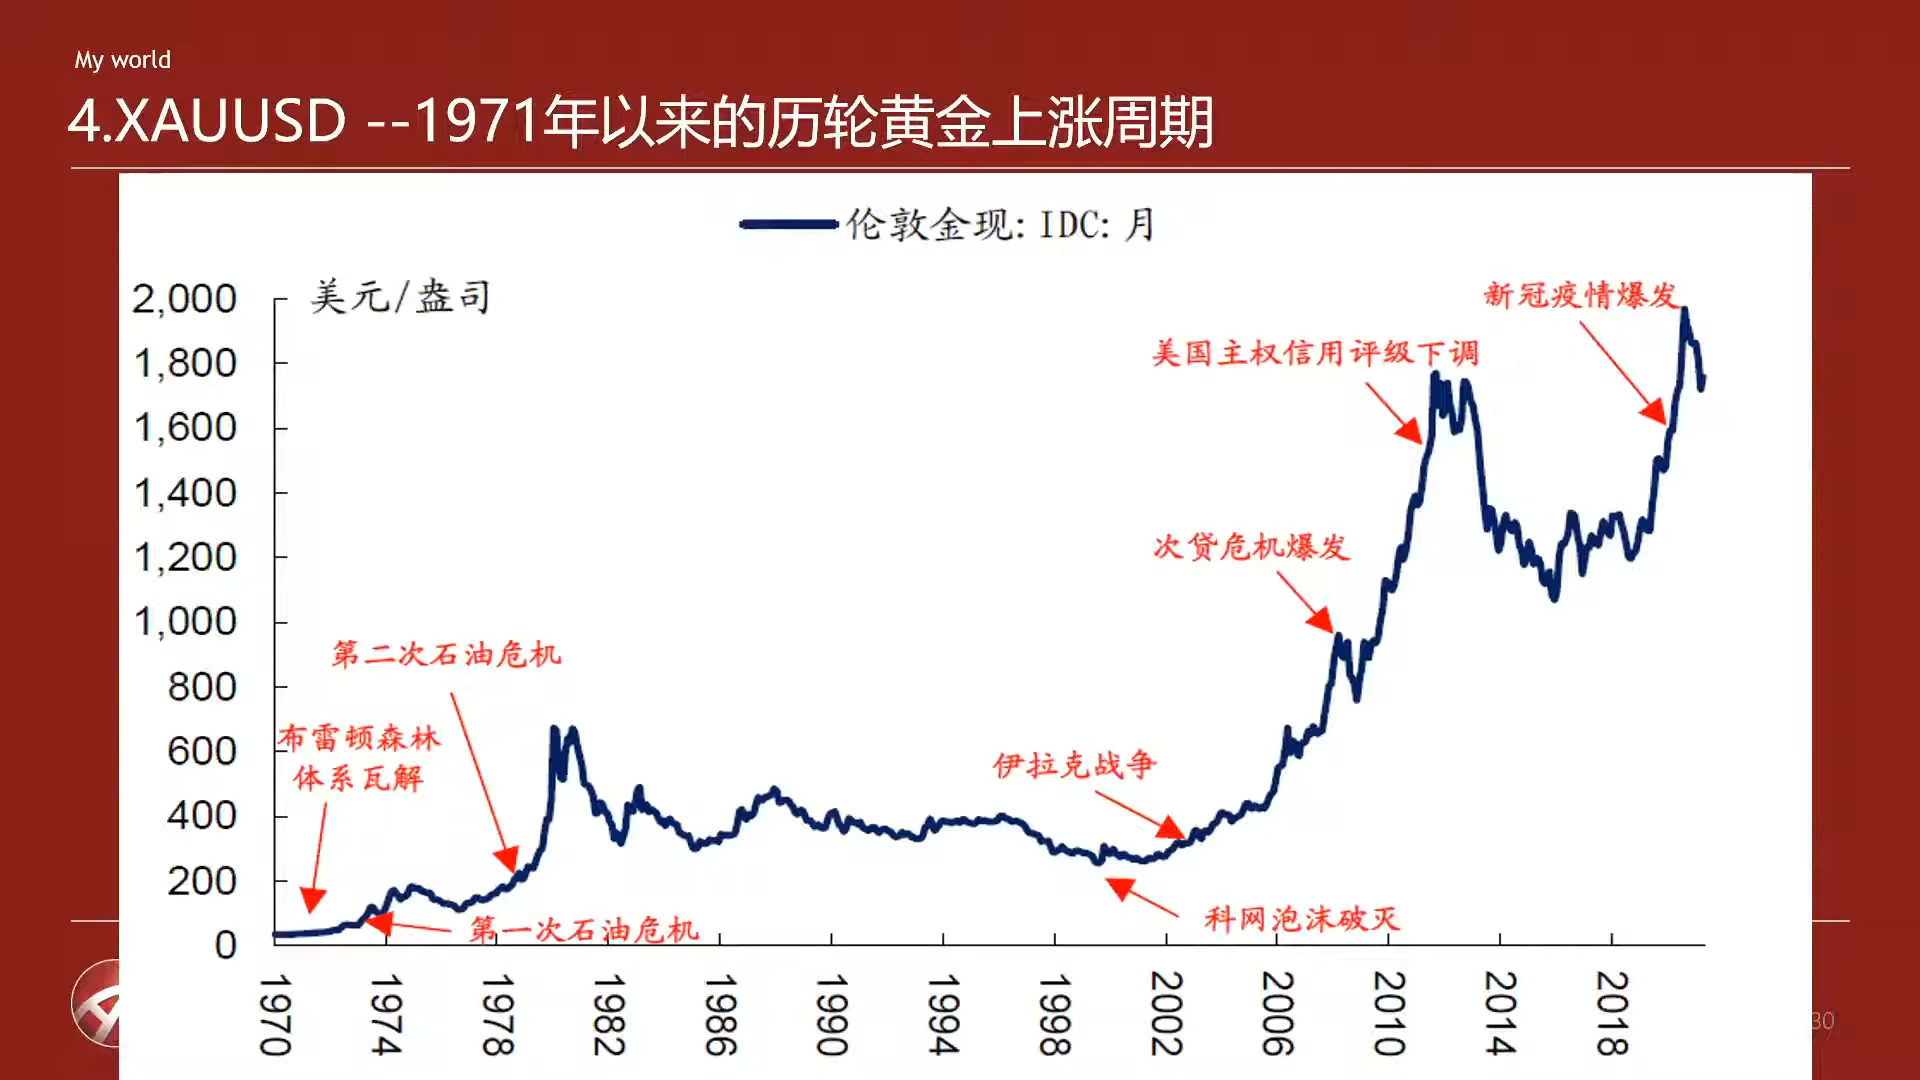 My world
4.XAUUSD --1971年以来的历轮黄金上涨周期
伦敦金现: IDC: 月
美元/盎司
2,000
1,800
1,600
1,400
1,200
1,000
800
600
400
200
0
新冠疫情爆发
美国主权信用评级下调
次贷危机爆发
第二次石油危机
布雷顿森林
体系瓦解
伊拉克战争
第一次石油危机
科网泡沫破灭
1970
1974
1978
1982
1986
1990
1994
1998
2002
2006
2010
2014
2018
30